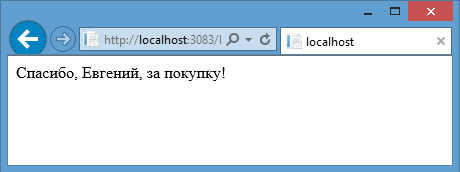 http://localhost:3083/l
localhost
Спасибо, Евгений, за покупку!